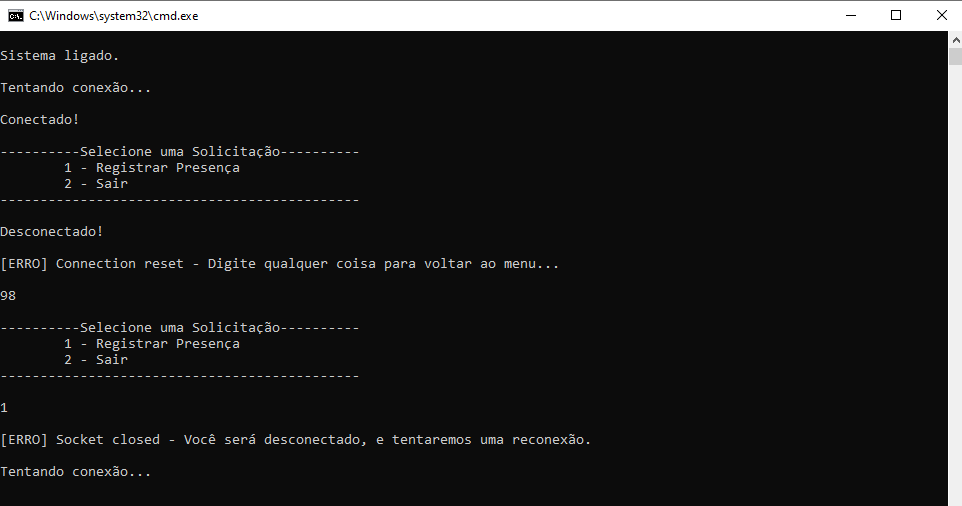 C:\Windows\system32\cmd.exe
Sistema ligado.
Tentando conexão...
Conectado!
----------Selecione uma Solicitação----------
1 - Registrar Presença
2 - Sair
---------------------------------------------
Desconectado!
[ERRO] Connection reset - Digite qualquer coisa para voltar ao menu...
98
----------Selecione uma Solicitação----------
1 - Registrar Presença
2 - Sair
---------------------------------------------
1
[ERRO] Socket closed - Você será desconectado, e tentaremos uma reconexão.
Tentando conexão...